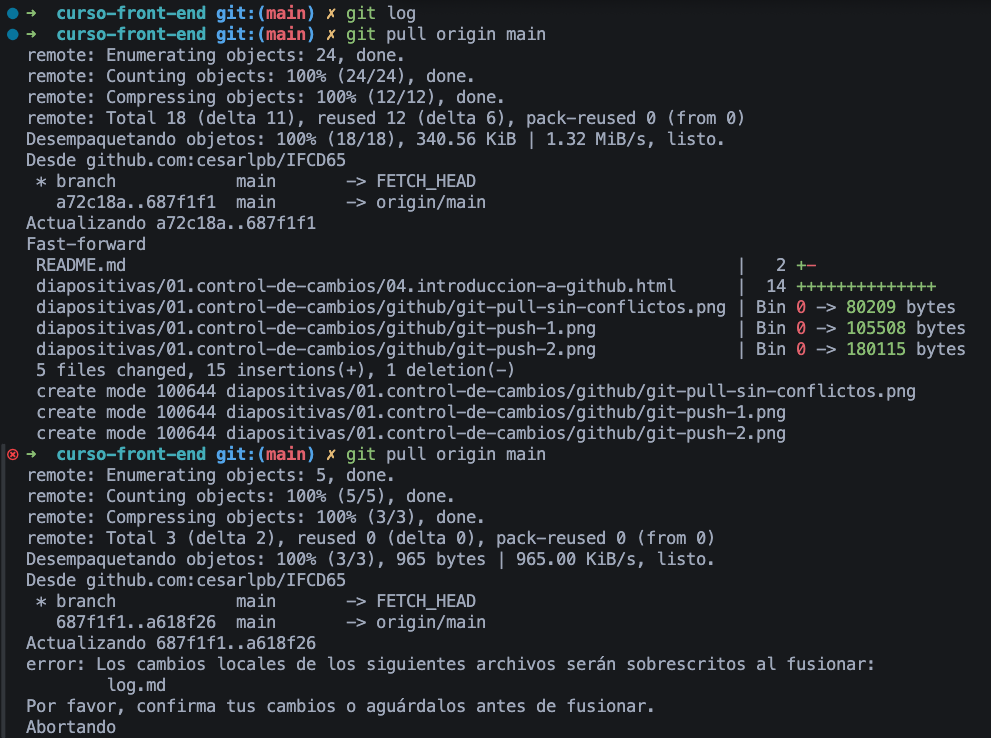 ➜  curso-front-end git:(main) ✗ git log
➜  curso-front-end git:(main) ✗ git pull origin main
remote: Enumerating objects: 24, done.
remote: Counting objects: 100% (24/24), done.
remote: Compressing objects: 100% (12/12), done.
remote: Total 18 (delta 11), reused 12 (delta 6), pack-reused 0 (from 0)
Desempaquetando objetos: 100% (18/18), 340.56 KiB | 1.32 MiB/s, listo.
Desde github.com:cesarlpb/IFCD65
 * branch            main       -> FETCH_HEAD
   a72c18a..687f1f1  main       -> origin/main
Actualizando a72c18a..687f1f1
Fast-forward
 README.md                                                            |   2 +-
 diapositivas/01.control-de-cambios/04.introduccion-a-github.html      |  14 ++++++++++++++
 diapositivas/01.control-de-cambios/github/git-pull-sin-conflictos.png | Bin 0 -> 80209 bytes
 diapositivas/01.control-de-cambios/github/git-push-1.png              | Bin 0 -> 105508 bytes
 diapositivas/01.control-de-cambios/github/git-push-2.png              | Bin 0 -> 180115 bytes
 5 files changed, 15 insertions(+), 1 deletion(-)
 create mode 100644 diapositivas/01.control-de-cambios/github/git-pull-sin-conflictos.png
 create mode 100644 diapositivas/01.control-de-cambios/github/git-push-1.png
 create mode 100644 diapositivas/01.control-de-cambios/github/git-push-2.png
➜  curso-front-end git:(main) ✗ git pull origin main
remote: Enumerating objects: 5, done.
remote: Counting objects: 100% (5/5), done.
remote: Compressing objects: 100% (3/3), done.
remote: Total 3 (delta 2), reused 0 (delta 0), pack-reused 0 (from 0)
Desempaquetando objetos: 100% (3/3), 965 bytes | 965.00 KiB/s, listo.
Desde github.com:cesarlpb/IFCD65
 * branch            main       -> FETCH_HEAD
   687f1f1..a618f26  main       -> origin/main
Actualizando 687f1f1..a618f26
error: Los cambios locales de los siguientes archivos serán sobrescritos al fusionar:
        log.md
Por favor, confirma tus cambios o aguárdalos antes de fusionar.
Abortando